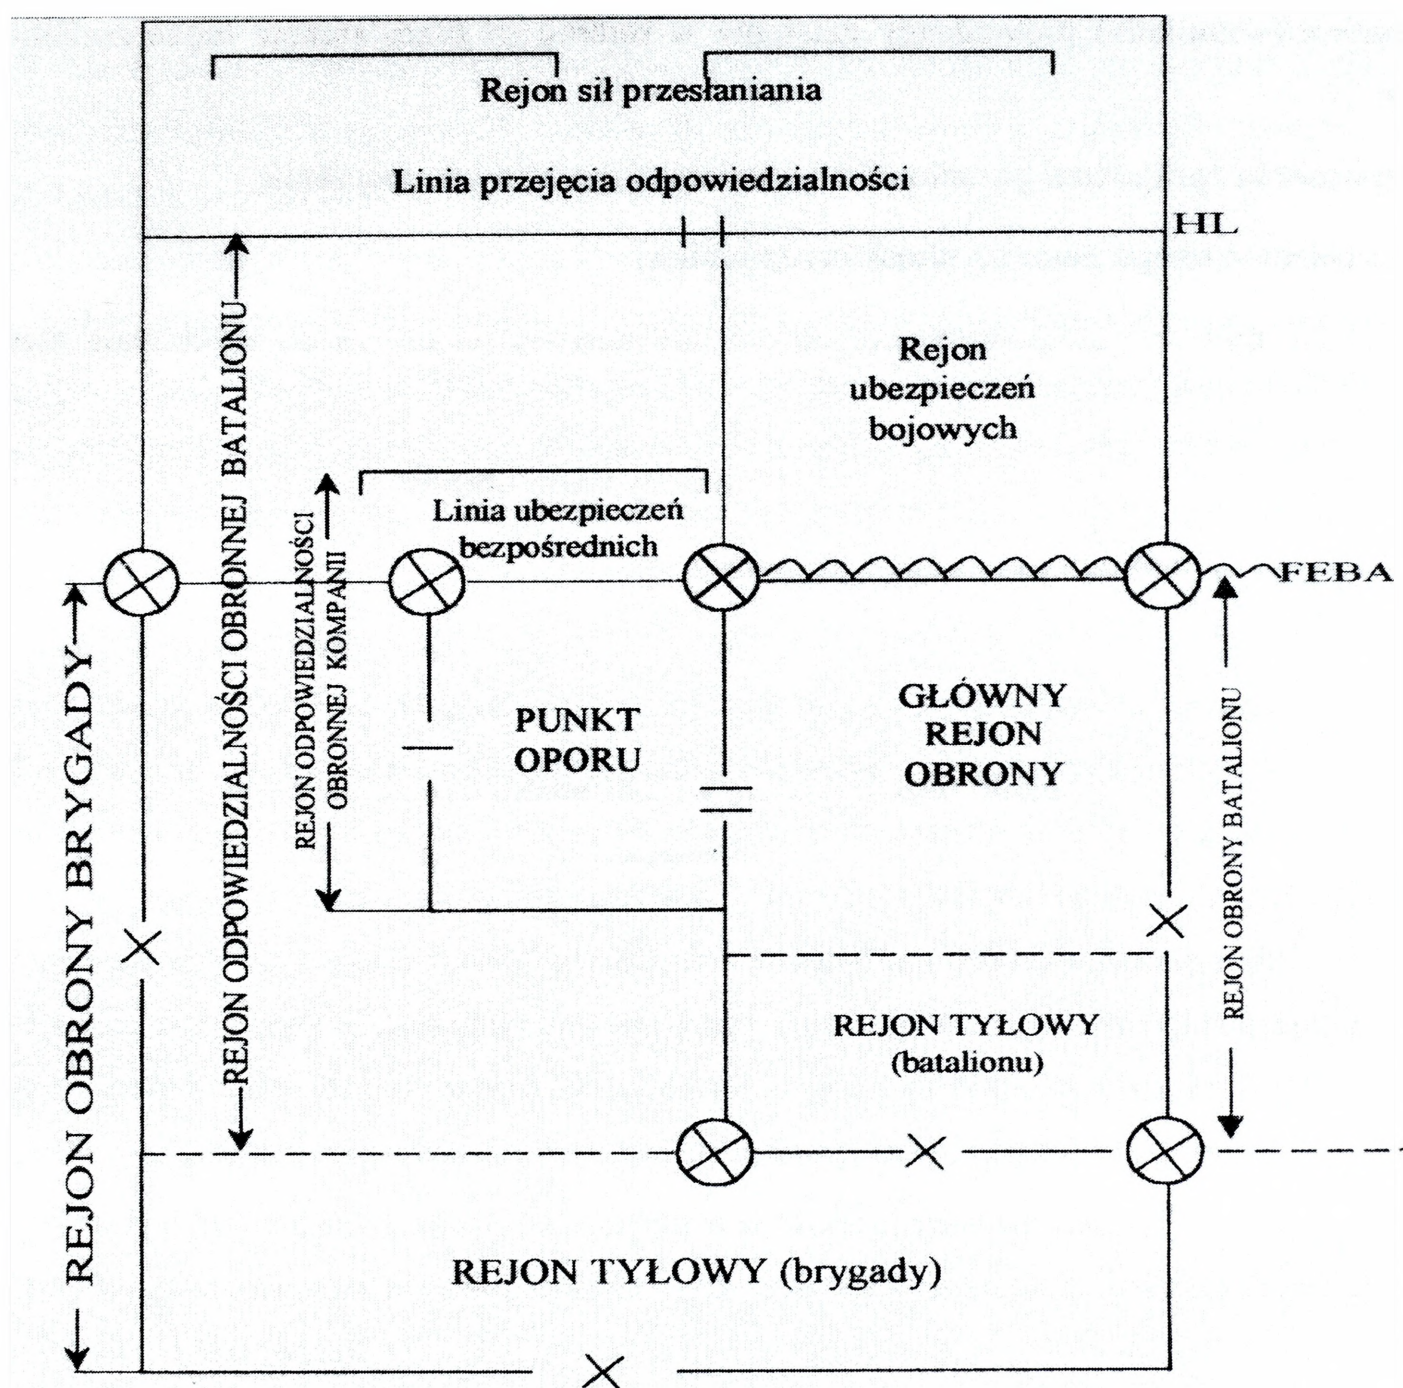 Rejon sił przesłaniania
Linia przejęcia odpowiedzialności
HL
Rejon
ubezpieczeń
bojowych
Linia ubezpieczeń
bezpośrednich
FEBA
REJON OBRONY BRYGADY
REJON ODPOWIEDZIALNOŚCI OBRONNEJ BATALIONU
REJON ODPOWIEDZIALNOŚCI
OBRONNEJ KOMPANII
PUNKT
OPORU
GŁÓWNY
REJON
OBRONY
REJON OBRONY BATALIONU
REJON TYŁOWY
(batalionu)
REJON TYŁOWY (brygady)